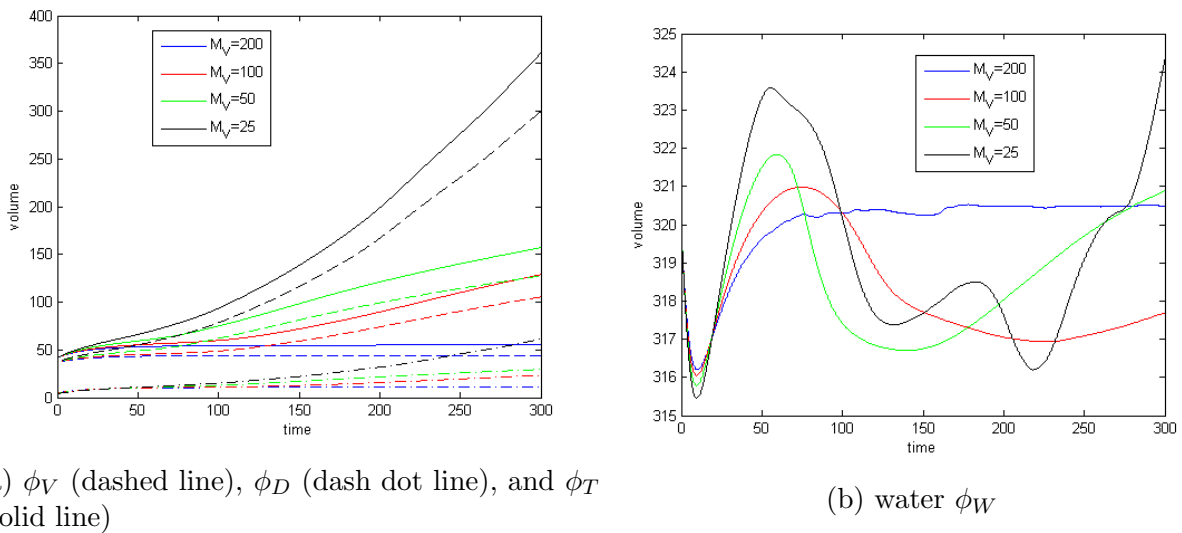 400
350
300
250
200
150
100
50
0
volume
M_V=200
M_V=100
M_V=50
M_V=25
0 50 100 150 200 250 300
time
) ϕ_V (dashed line), ϕ_D (dash dot line), and ϕ_T
olid line)
325
324
323
322
321
320
319
318
317
316
315
volume
M_V=200
M_V=100
M_V=50
M_V=25
0 50 100 150 200 250 300
time
(b) water ϕ_W